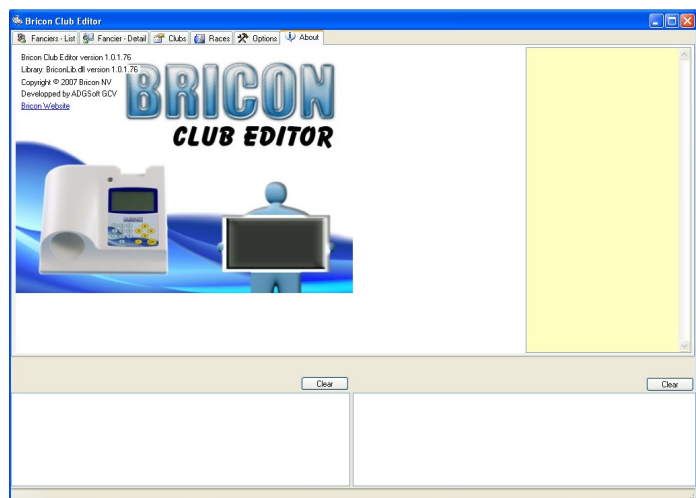 Bricon Club Editor
Fanciers - List Fancier - Detail Clubs Races Options About
Bricon Club Editor version 1.0.1.76
Library: BriconLib.dll version 1.0.1.76
Copyright © 2007 Bricon NV
Developped by ADGSoft GCV
Bricon Website
BRICON
CLUB EDITOR
Clear Clear